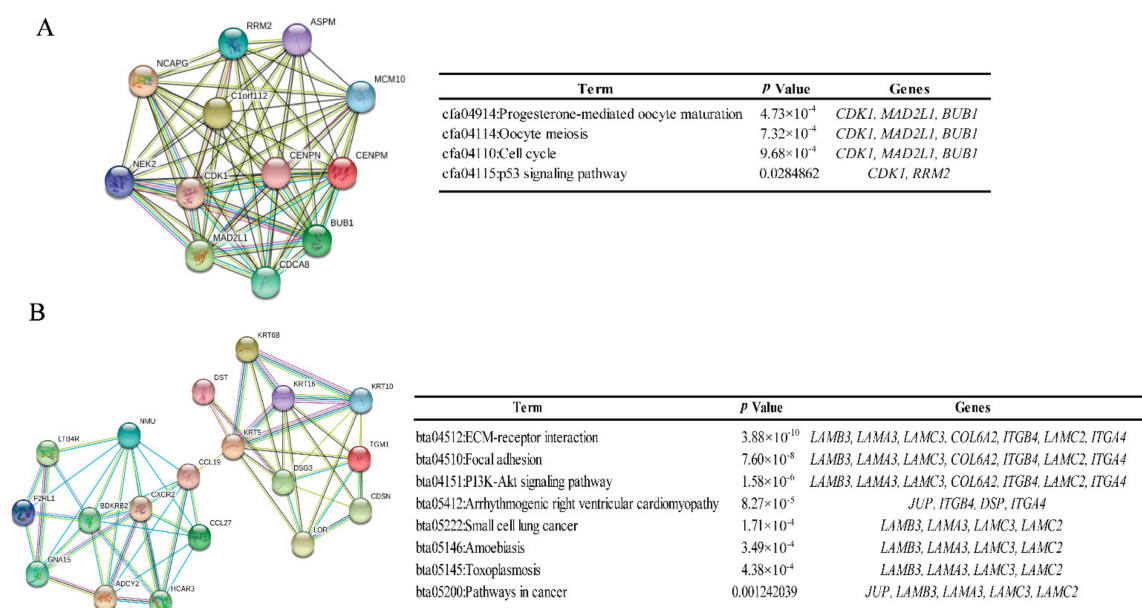 A
RRM2
ASPM
NCAPG
MCM10
C1orf112
CENPN
CENPM
NEK2
CDK1
BUB1
MAD2L1
CDCA8
Term p Value Genes
cfa04914:Progesterone-mediated oocyte maturation 4.73×10-4 CDK1, MAD2L1, BUB1
cfa04114:Oocyte meiosis 7.32×10-4 CDK1, MAD2L1, BUB1
cfa04110:Cell cycle 9.68×10-4 CDK1, MAD2L1, BUB1
cfa04115:p53 signaling pathway 0.0284862 CDK1, RRM2
B
KRT6B
DST
KRT16
KRT10
NMU
LTB4R
KRT5
TGM1
CCL19
DSG3
F2RL1
BDKRB2
CXCR2
CDSN
CCL27
LOR
GNA15
ADCY2
HCAR3
Term p Value Genes
bta04512:ECM-receptor interaction 3.88×10-10 LAMB3, LAMA3, LAMC3, COL6A2, ITGB4, LAMC2, ITGA4
bta04510:Focal adhesion 7.60×10-8 LAMB3, LAMA3, LAMC3, COL6A2, ITGB4, LAMC2, ITGA4
bta04151:PI3K-Akt signaling pathway 1.58×10-6 LAMB3, LAMA3, LAMC3, COL6A2, ITGB4, LAMC2, ITGA4
bta05412:Arrhythmogenic right ventricular cardiomyopathy 8.27×10-5 JUP, ITGB4, DSP, ITGA4
bta05222:Small cell lung cancer 1.71×10-4 LAMB3, LAMA3, LAMC3, LAMC2
bta05146:Amoebiasis 3.49×10-4 LAMB3, LAMA3, LAMC3, LAMC2
bta05145:Toxoplasmosis 4.38×10-4 LAMB3, LAMA3, LAMC3, LAMC2
bta05200:Pathways in cancer 0.001242039 JUP, LAMB3, LAMA3, LAMC3, LAMC2